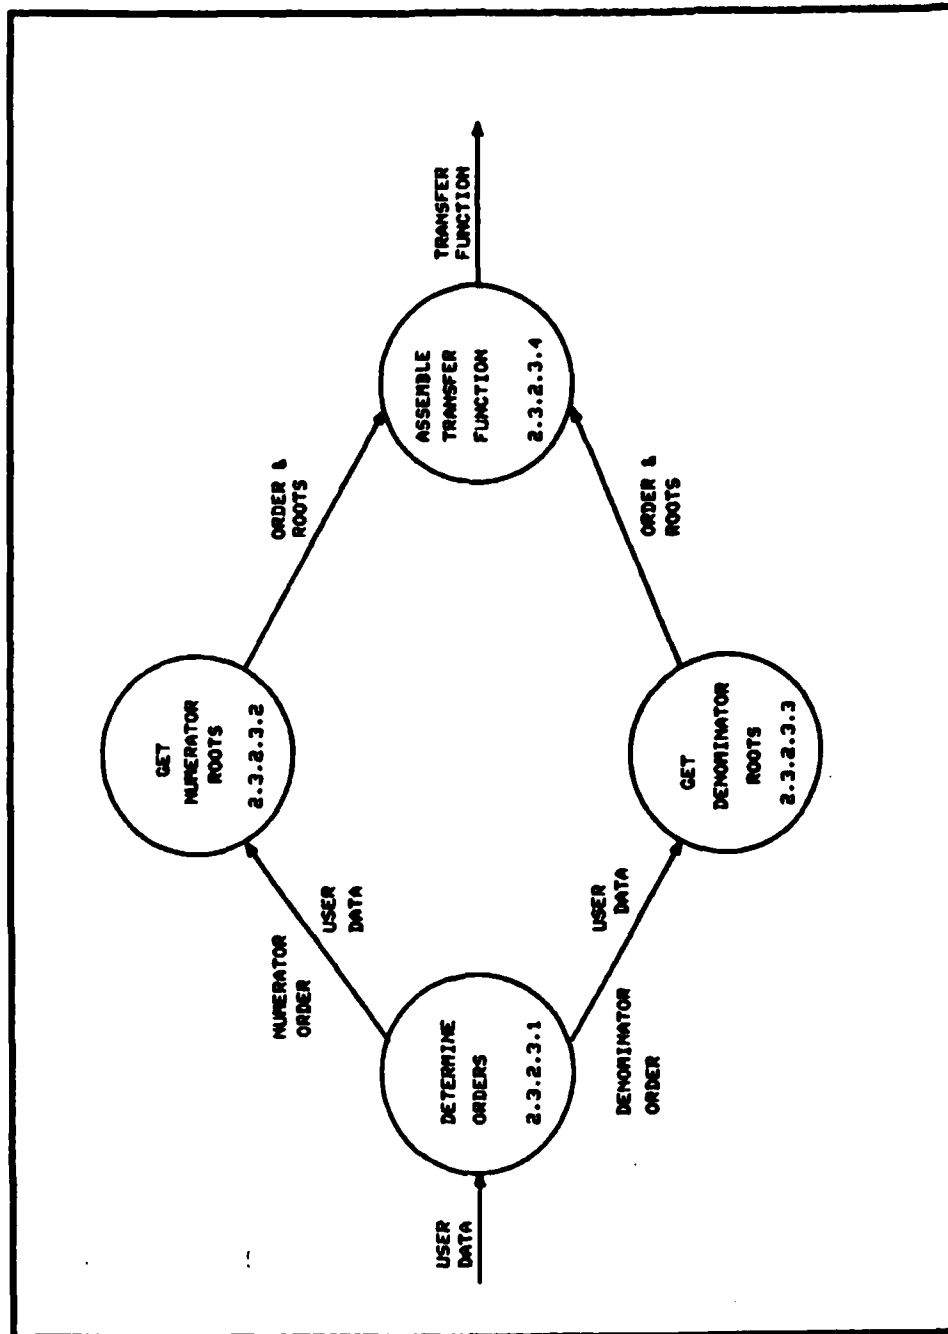 USER
DATA
DETERMINE
ORDERS
2.3.2.3.1
NUMERATOR
ORDER
USER
DATA
DENOMINATOR
ORDER
USER
DATA
GET
NUMERATOR
ROOTS
2.3.2.3.2
GET
DENOMINATOR
ROOTS
2.3.2.3.3
ORDER &
ROOTS
ORDER &
ROOTS
ASSEMBLE
TRANSFER
FUNCTION
2.3.2.3.4
TRANSFER
FUNCTION